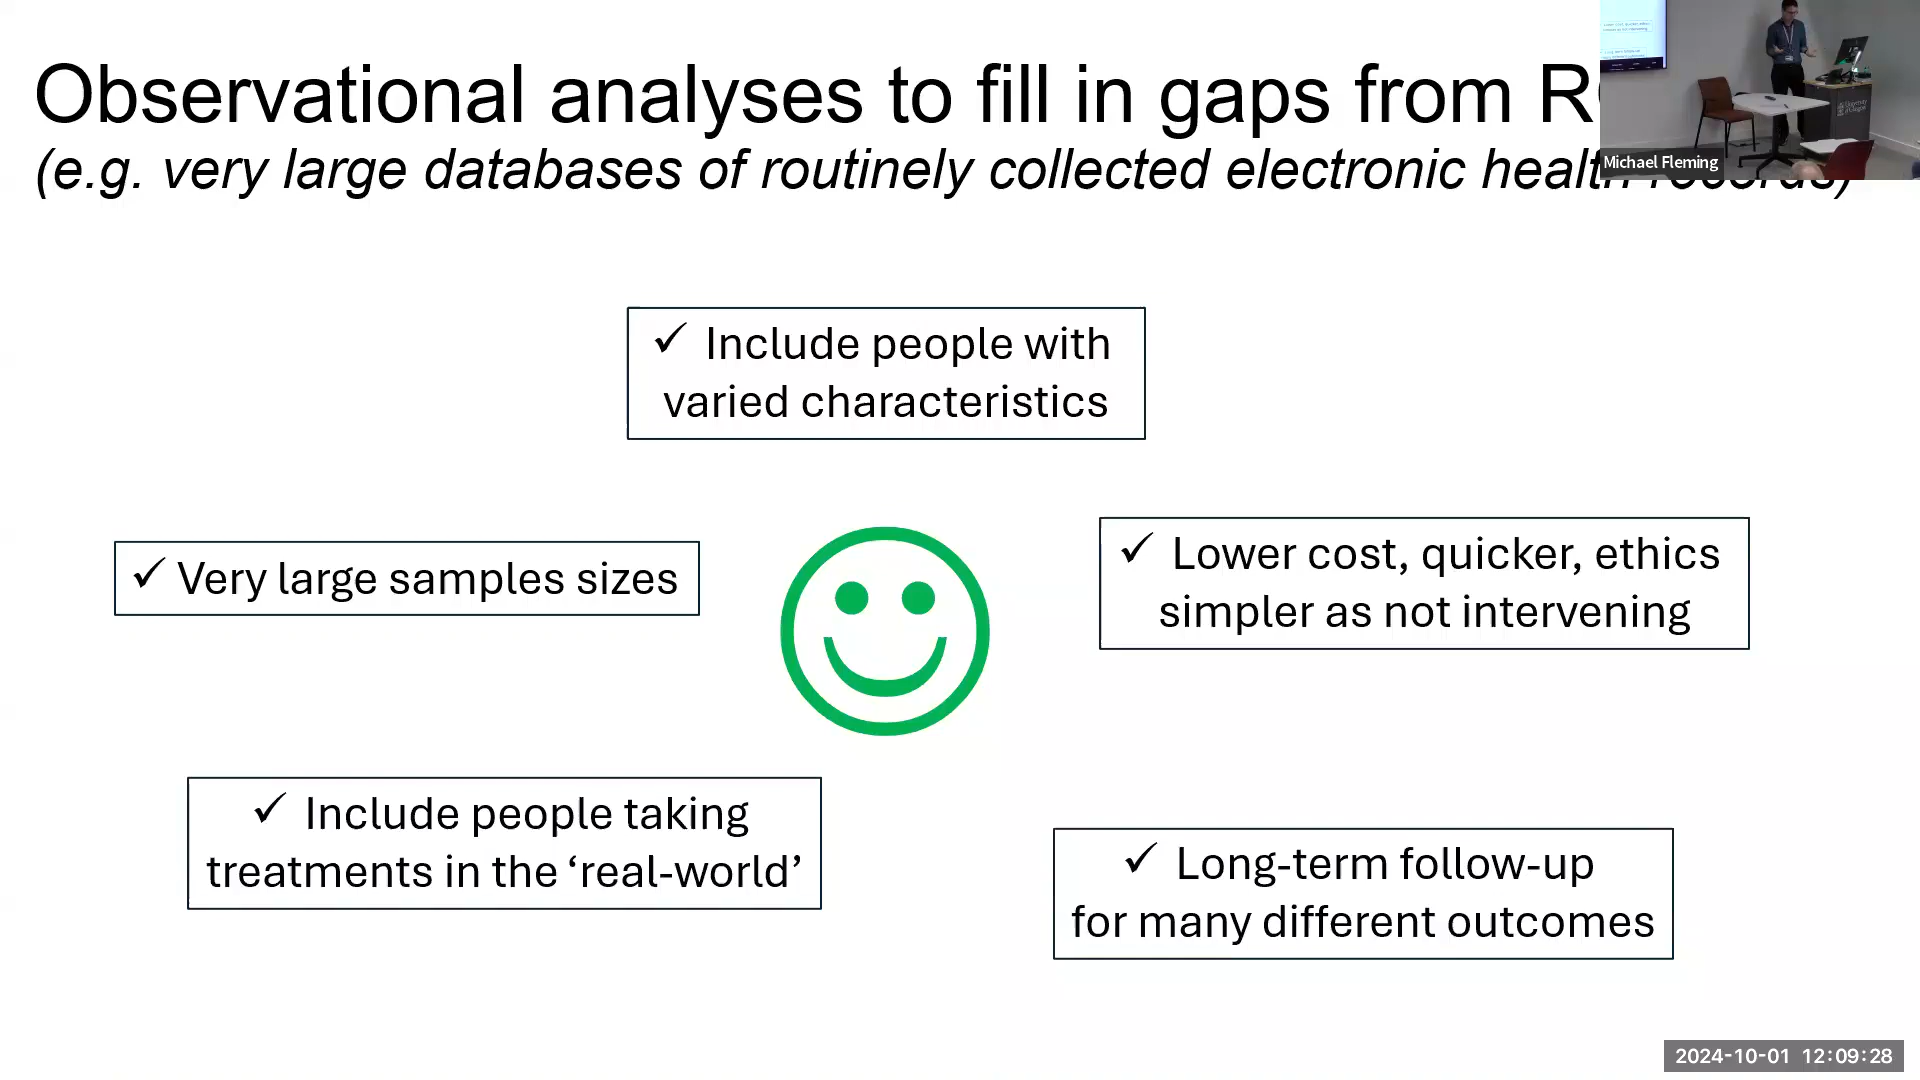 Observational analyses to fill in gaps from R
(e.g. very large databases of routinely collected electronic health records)
Michael Fleming
✓ Include people with
varied characteristics
✓ Very large samples sizes
✓ Lower cost, quicker, ethics
simpler as not intervening
✓ Include people taking
treatments in the ‘real-world’
✓ Long-term follow-up
for many different outcomes
2024-10-01 12:09:28